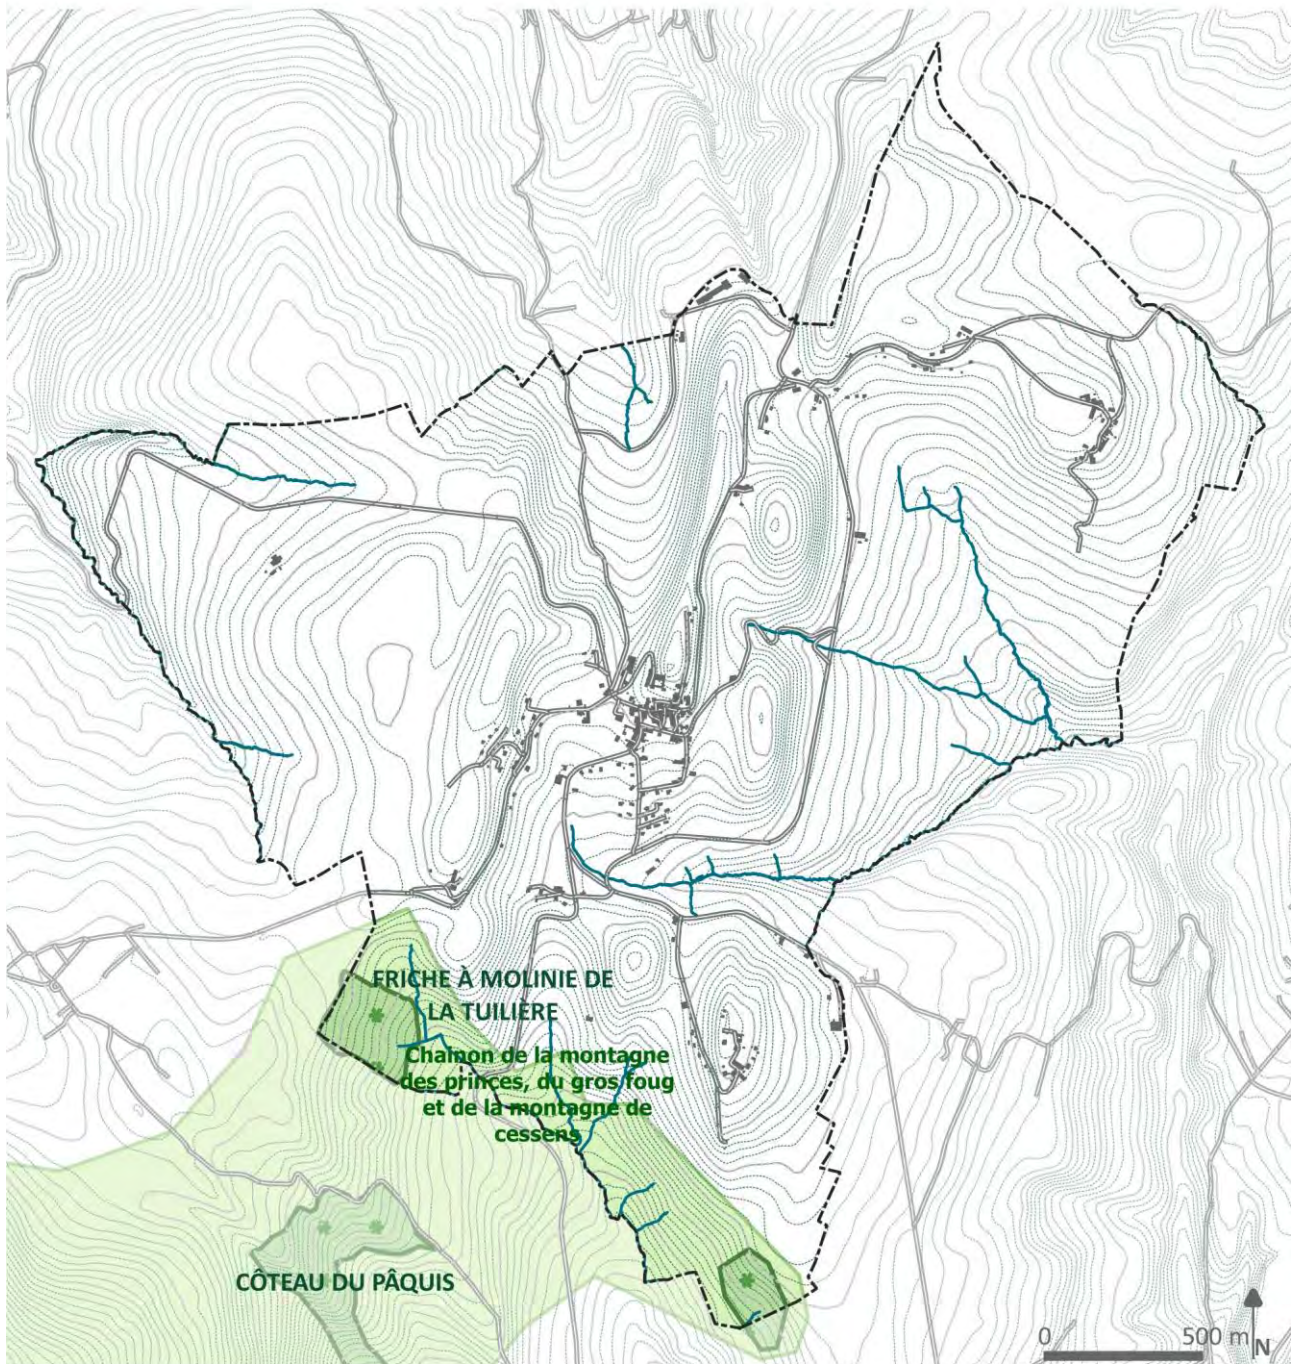 FRICHE À MOLINIE DE
LA TUILIÈRE
Chaînon de la montagne
des princes, du gros foug
et de la montagne de
cessens
CÔTEAU DU PÂQUIS
0 500 m
N